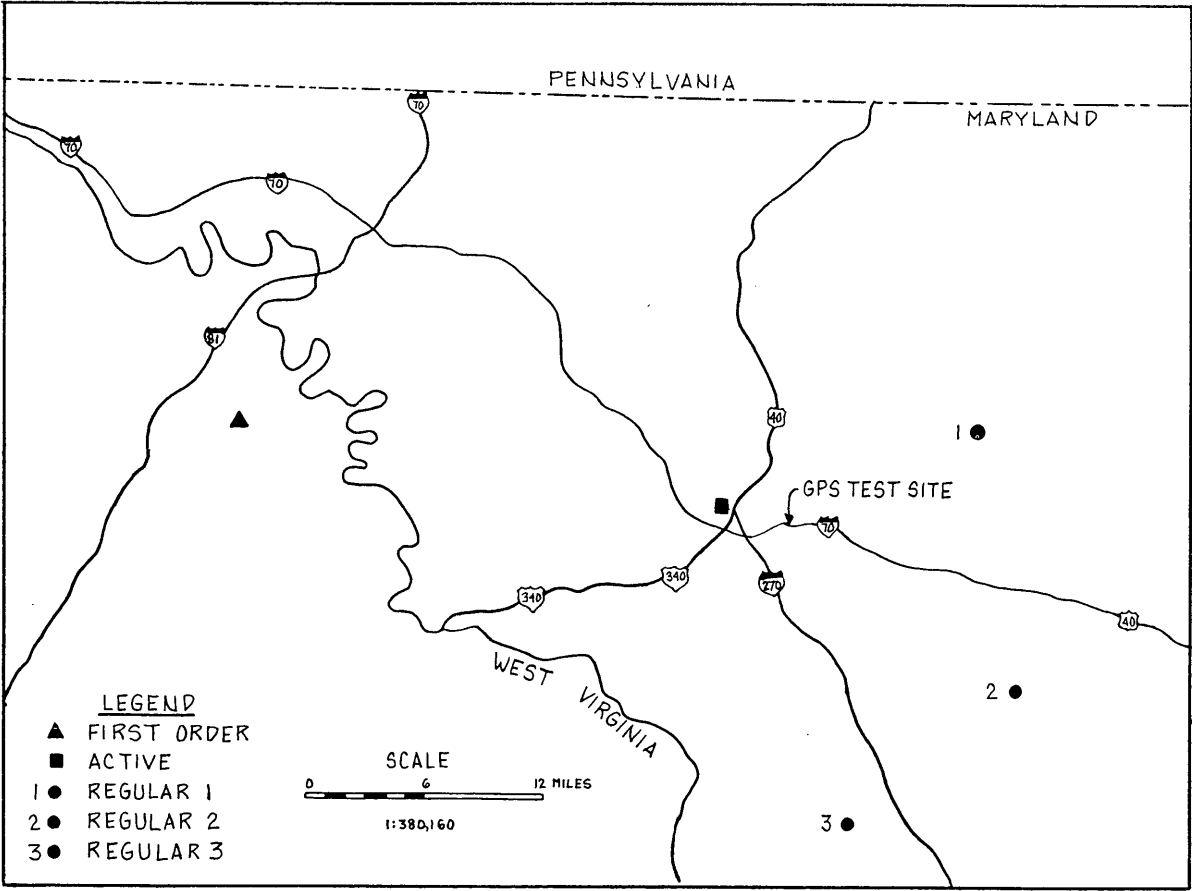 PENNSYLVANIA
MARYLAND
70
70
70
81
40
1
GPS TEST SITE
70
340
340
270
40
WEST VIRGINIA
2
3
LEGEND
FIRST ORDER
ACTIVE
1 REGULAR 1
2 REGULAR 2
3 REGULAR 3
SCALE
0 6 12 MILES
1:380,160